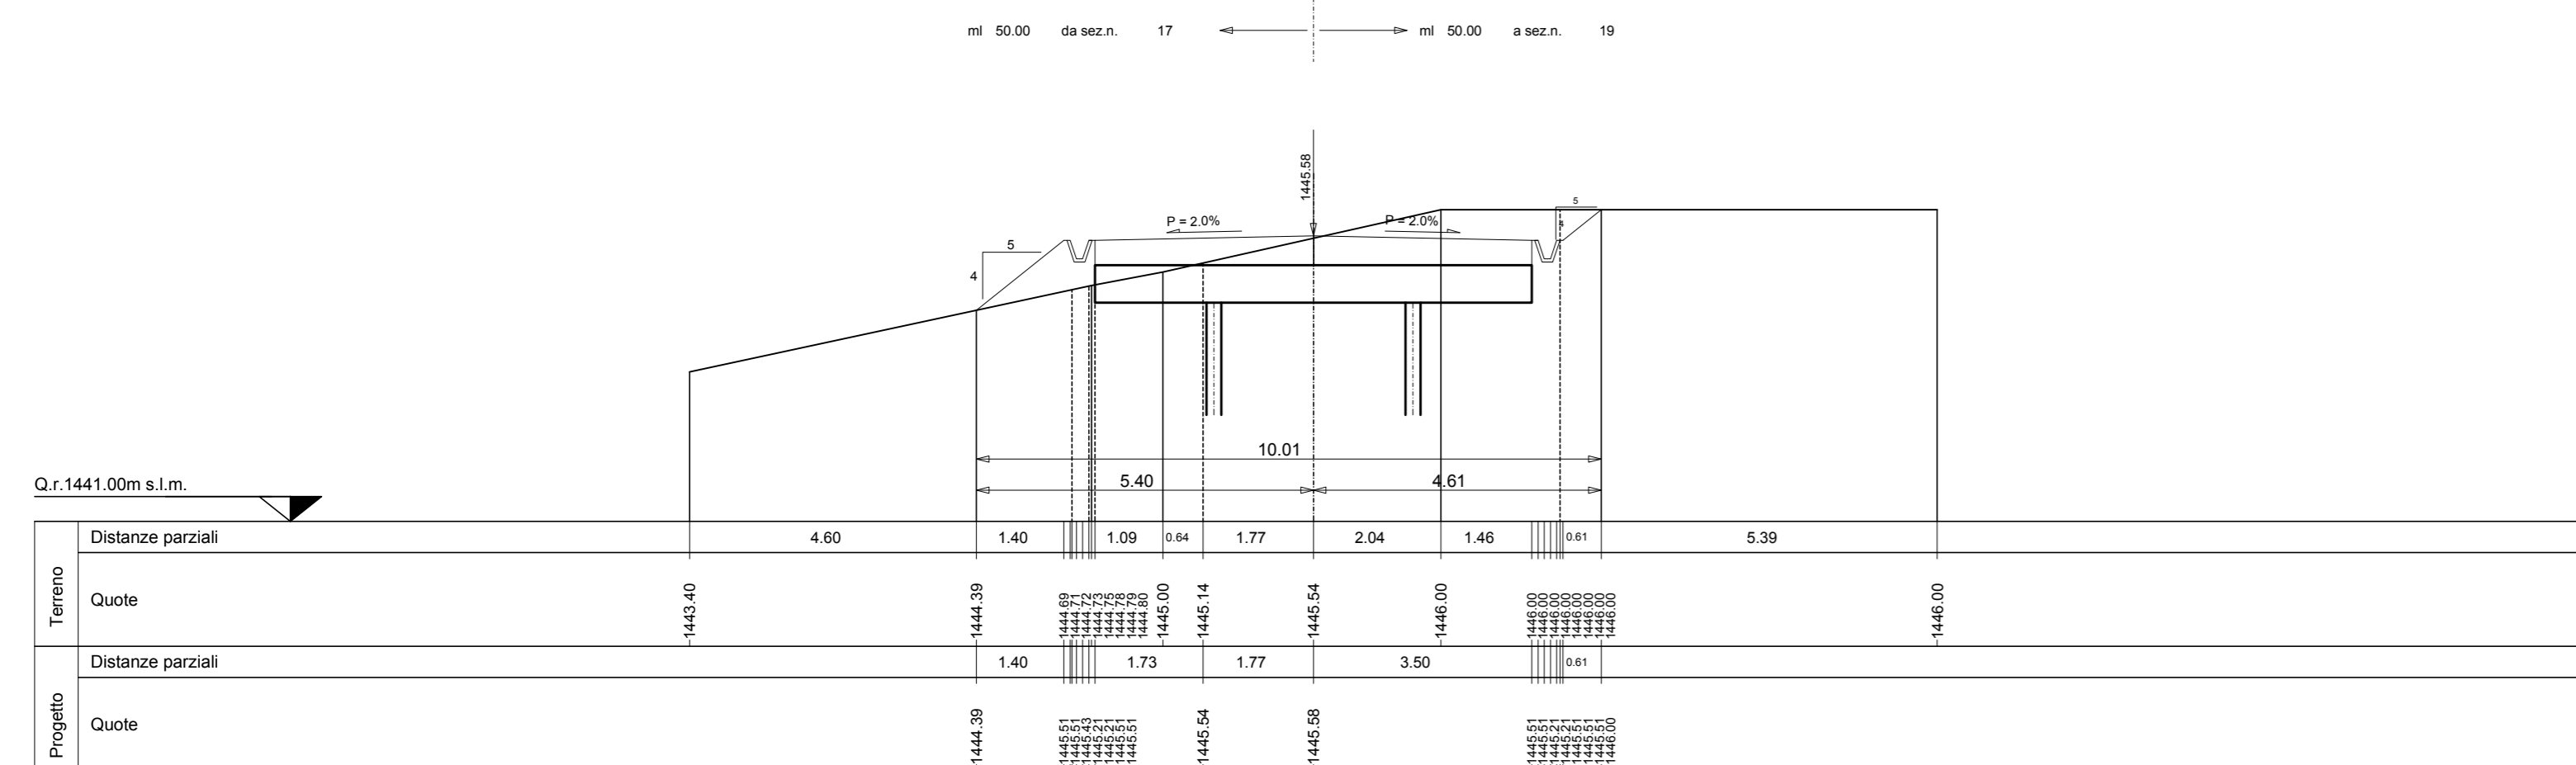 ml 50.00 da sez.n. 17 ml 50.00 a sez.n. 19
1445.58
P = 2.0% P = 2.0%
5
4
5
4
10.01
5.40 4.61
Q.r.1441.00m s.l.m.
Terreno
Distanze parziali 4.60 1.40 1.09 0.64 1.77 2.04 1.46 0.61 5.39
Quote 1443.40 1444.39 1444.69 1444.71 1444.72 1444.73 1444.75 1444.78 1444.79 1444.80 1445.00 1445.14 1445.54 1446.00 1446.00 1446.00 1446.00 1446.00 1446.00 1446.00 1446.00 1446.00 1446.00
Progetto
Distanze parziali 1.40 1.73 1.77 3.50 0.61
Quote 1444.39 1445.51 1445.51 1445.43 1445.21 1445.21 1445.51 1445.51 1445.54 1445.58 1445.51 1445.51 1445.21 1445.21 1445.51 1445.51 1445.51 1446.00